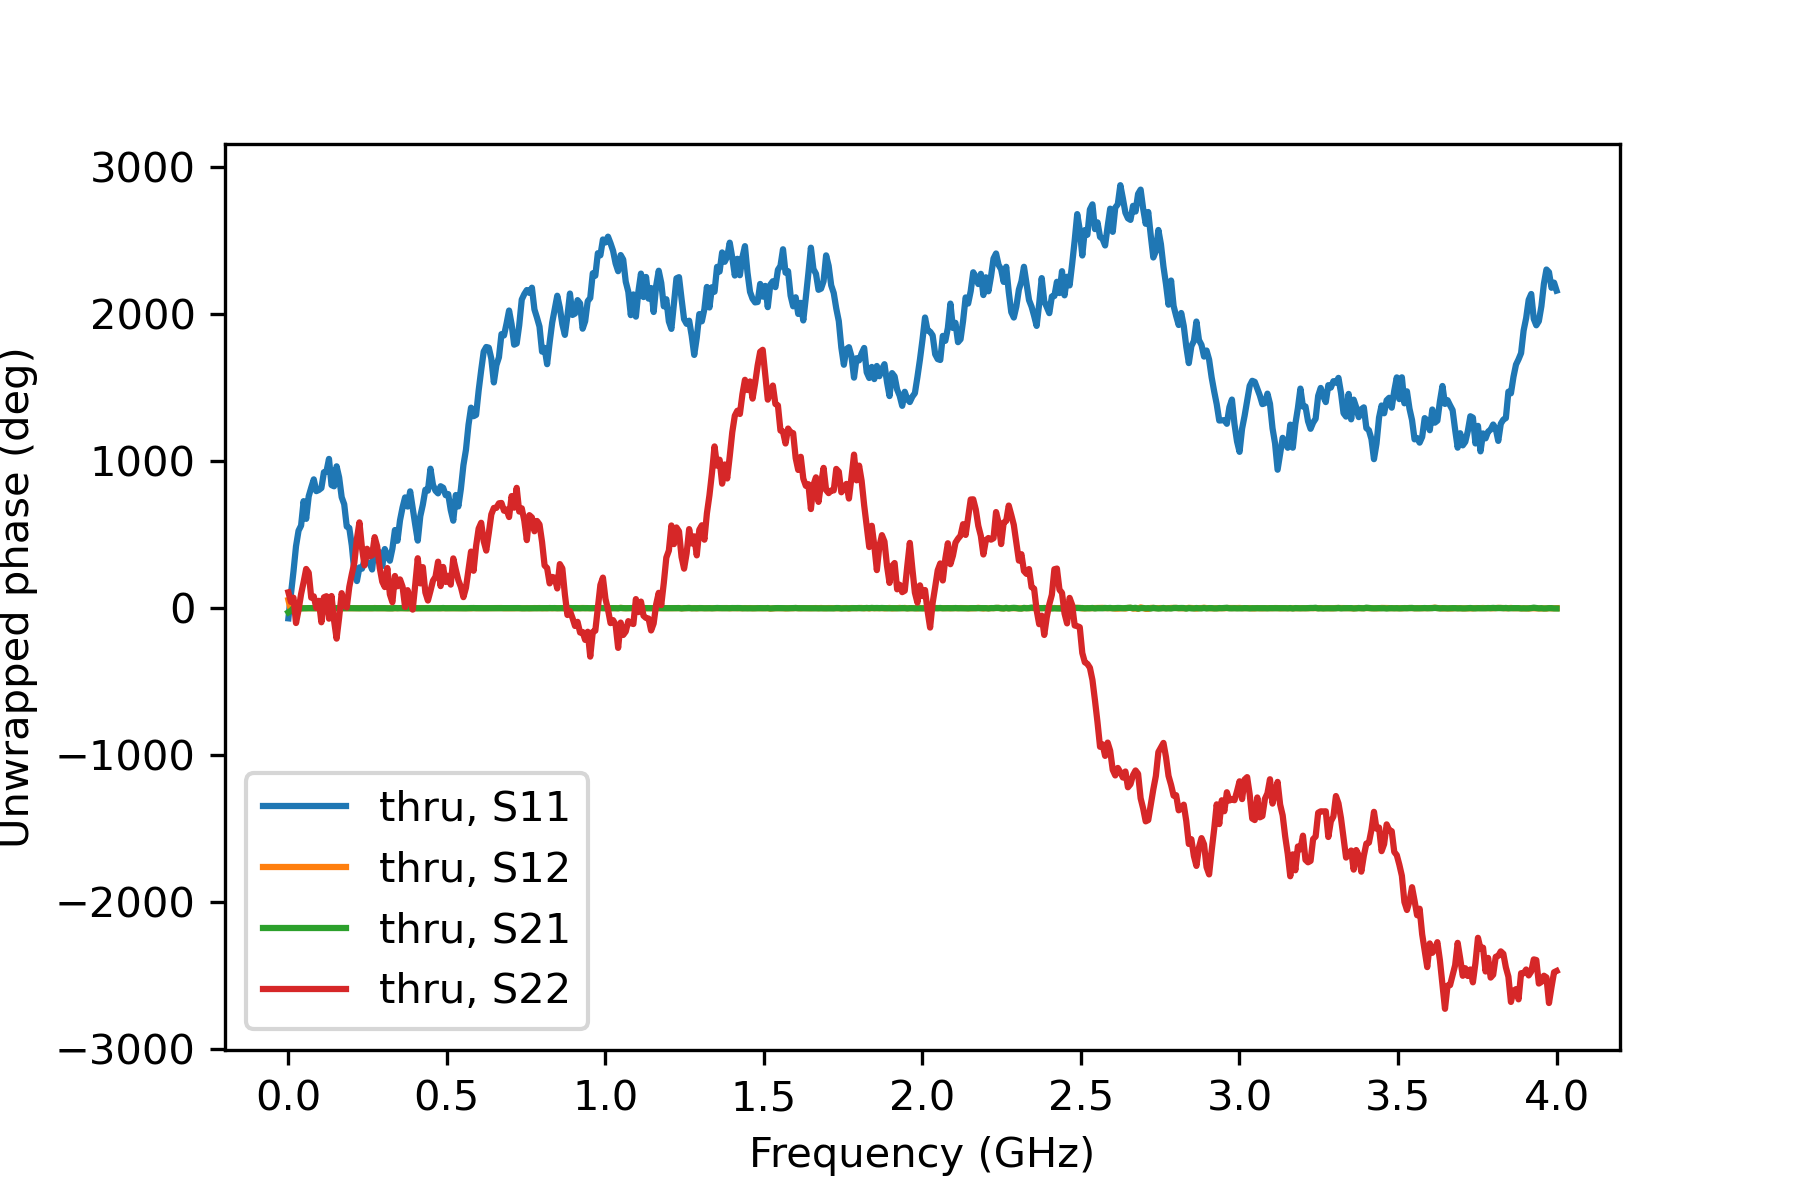 3000
2000
1000
0
−1000
−2000
−3000
Unwrapped phase (deg)
thru, S11
thru, S12
thru, S21
thru, S22
0.0 0.5 1.0 1.5 2.0 2.5 3.0 3.5 4.0
Frequency (GHz)